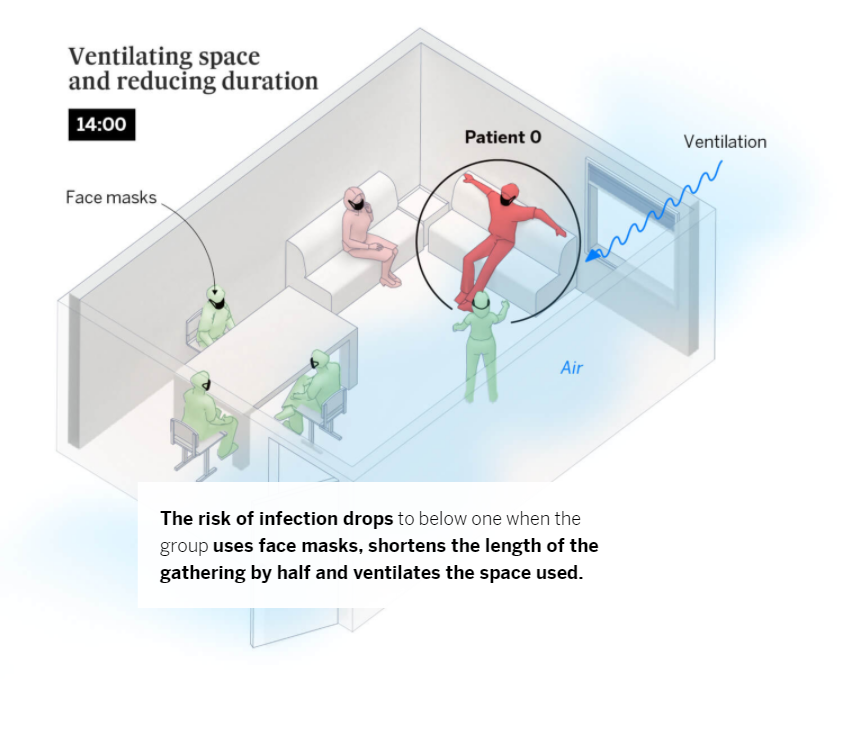 Ventilating space
and reducing duration
14:00
Patient 0
Ventilation
Face masks
Air
The risk of infection drops to below one when the
group uses face masks, shortens the length of the
gathering by half and ventilates the space used.